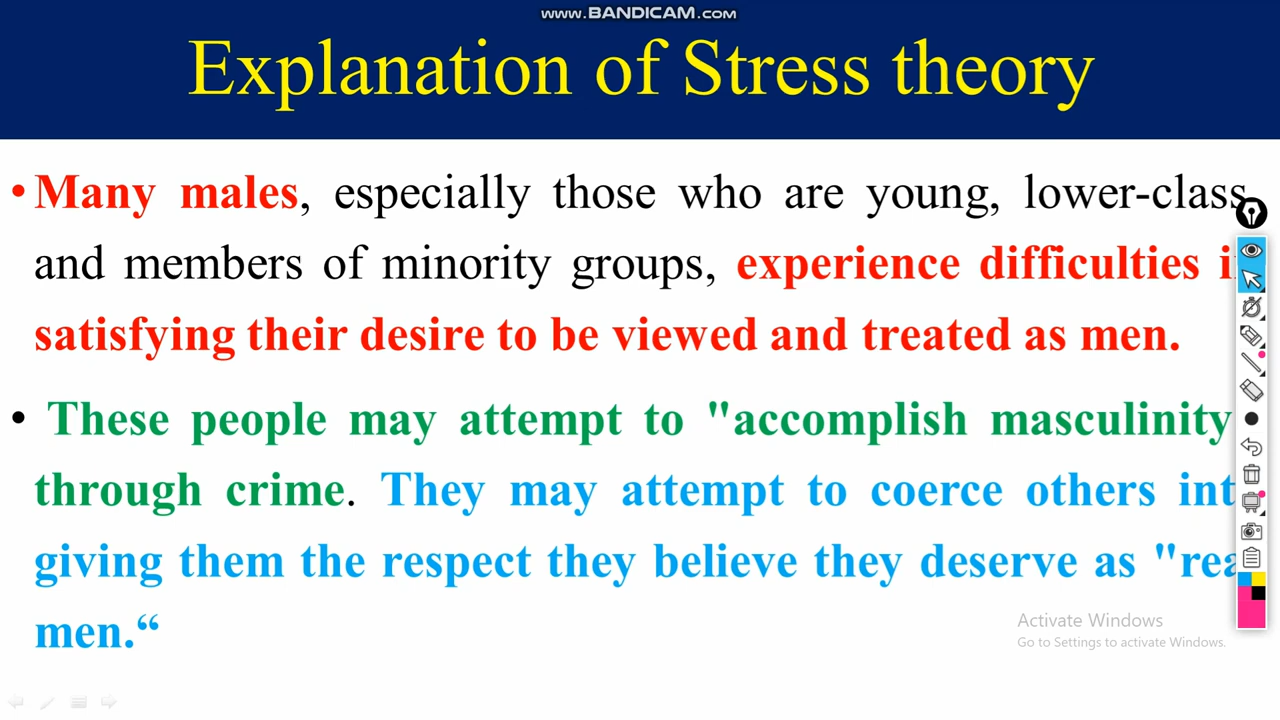 www.BANDICAM.com
Explanation of Stress theory
• Many males, especially those who are young, lower-class,
and members of minority groups, experience difficulties i
satisfying their desire to be viewed and treated as men.
• These people may attempt to "accomplish masculinity
through crime. They may attempt to coerce others int
giving them the respect they believe they deserve as "rea
men.“
Activate Windows
Go to Settings to activate Windows.